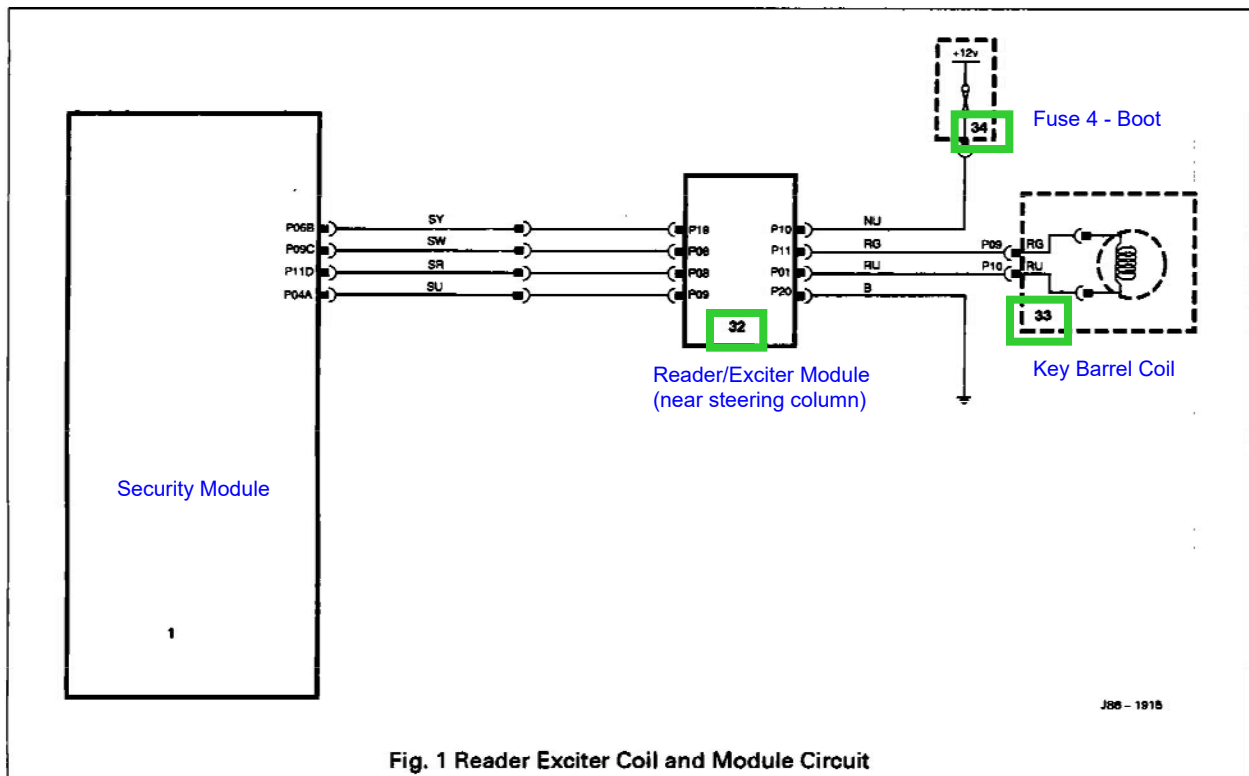 +12v
34
Fuse 4 - Boot
P06B SY P18 P10 NU
P09C SW P06 P11 RG P09 RG
P11D SR P08 P01 RU P10 RU
P04A SU P09 P20 B
32
33
Reader/Exciter Module
(near steering column)
Key Barrel Coil
Security Module
1
J86 - 1915
Fig. 1 Reader Exciter Coil and Module Circuit